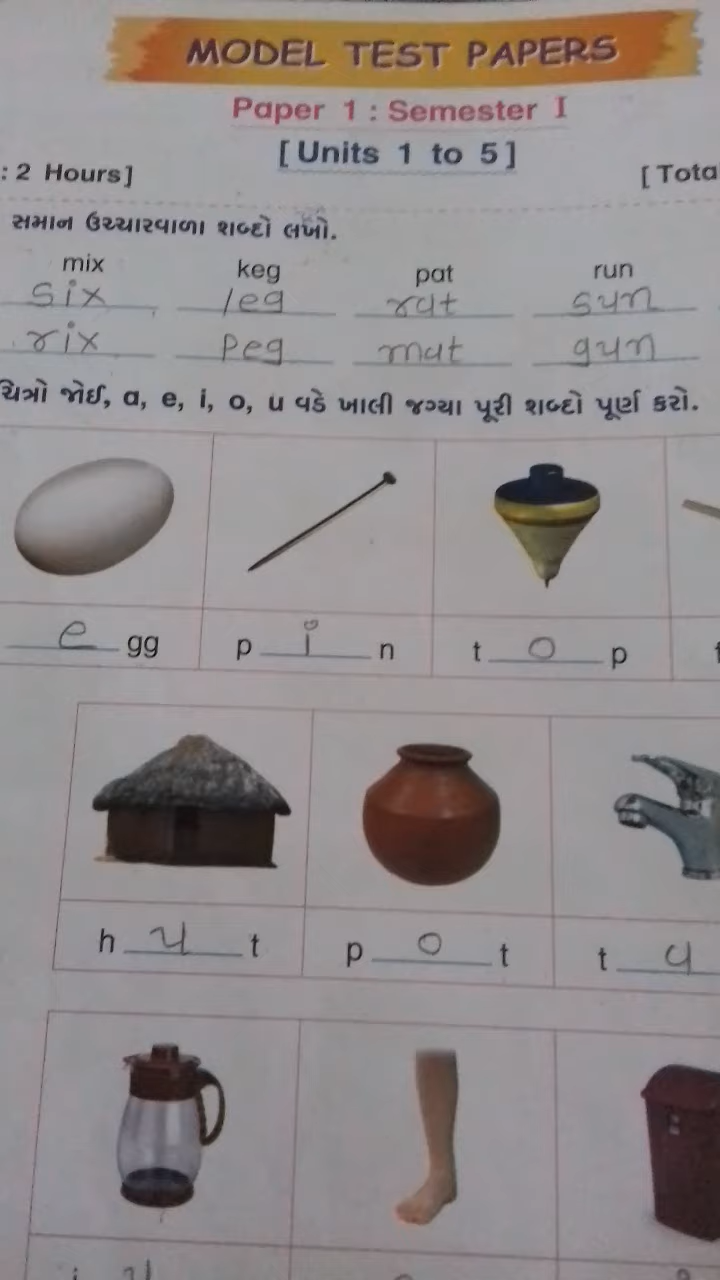 MODEL TEST PAPERS
Paper 1 : Semester I
[ Units 1 to 5 ]
: 2 Hours] [ Tota
સમાન ઉચ્ચારવાળા શબ્દો લખો.
mix keg pat run
six leg rat sun
rix peg mat gun
ચિત્રો જોઈ, a, e, i, o, u વડે ખાલી જગ્યા પૂરી શબ્દો પૂર્ણ કરો.
e gg p i n t o p
h u t p o t t a